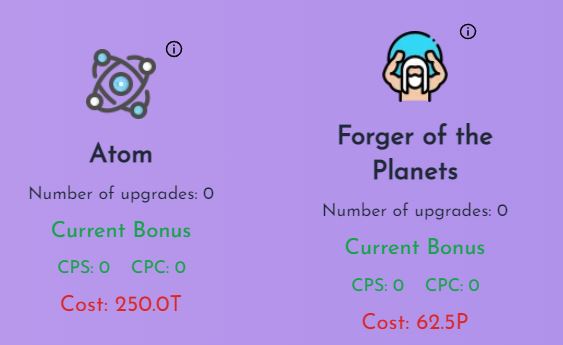 Atom
Number of upgrades: 0
Current Bonus
CPS: 0 CPC: 0
Cost: 250.0T
Forger of the
Planets
Number of upgrades: 0
Current Bonus
CPS: 0 CPC: 0
Cost: 62.5P